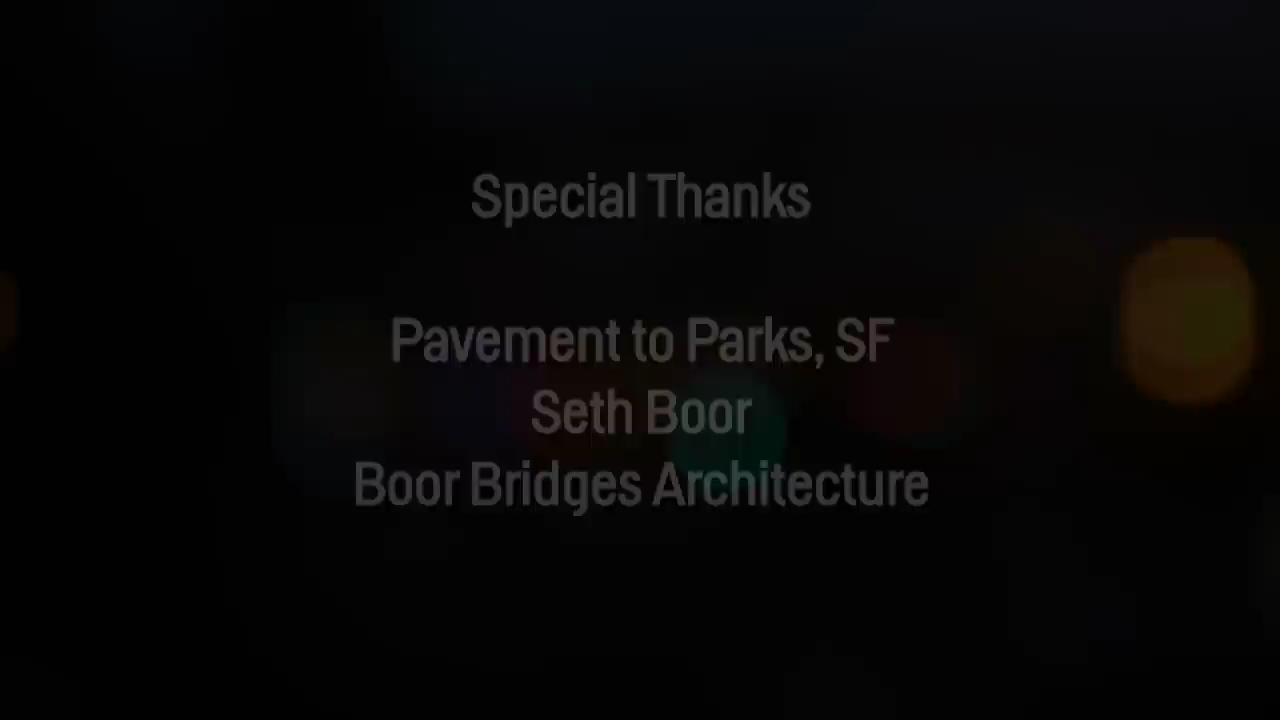 Special Thanks
Pavement to Parks, SF
Seth Boor
Boor Bridges Architecture